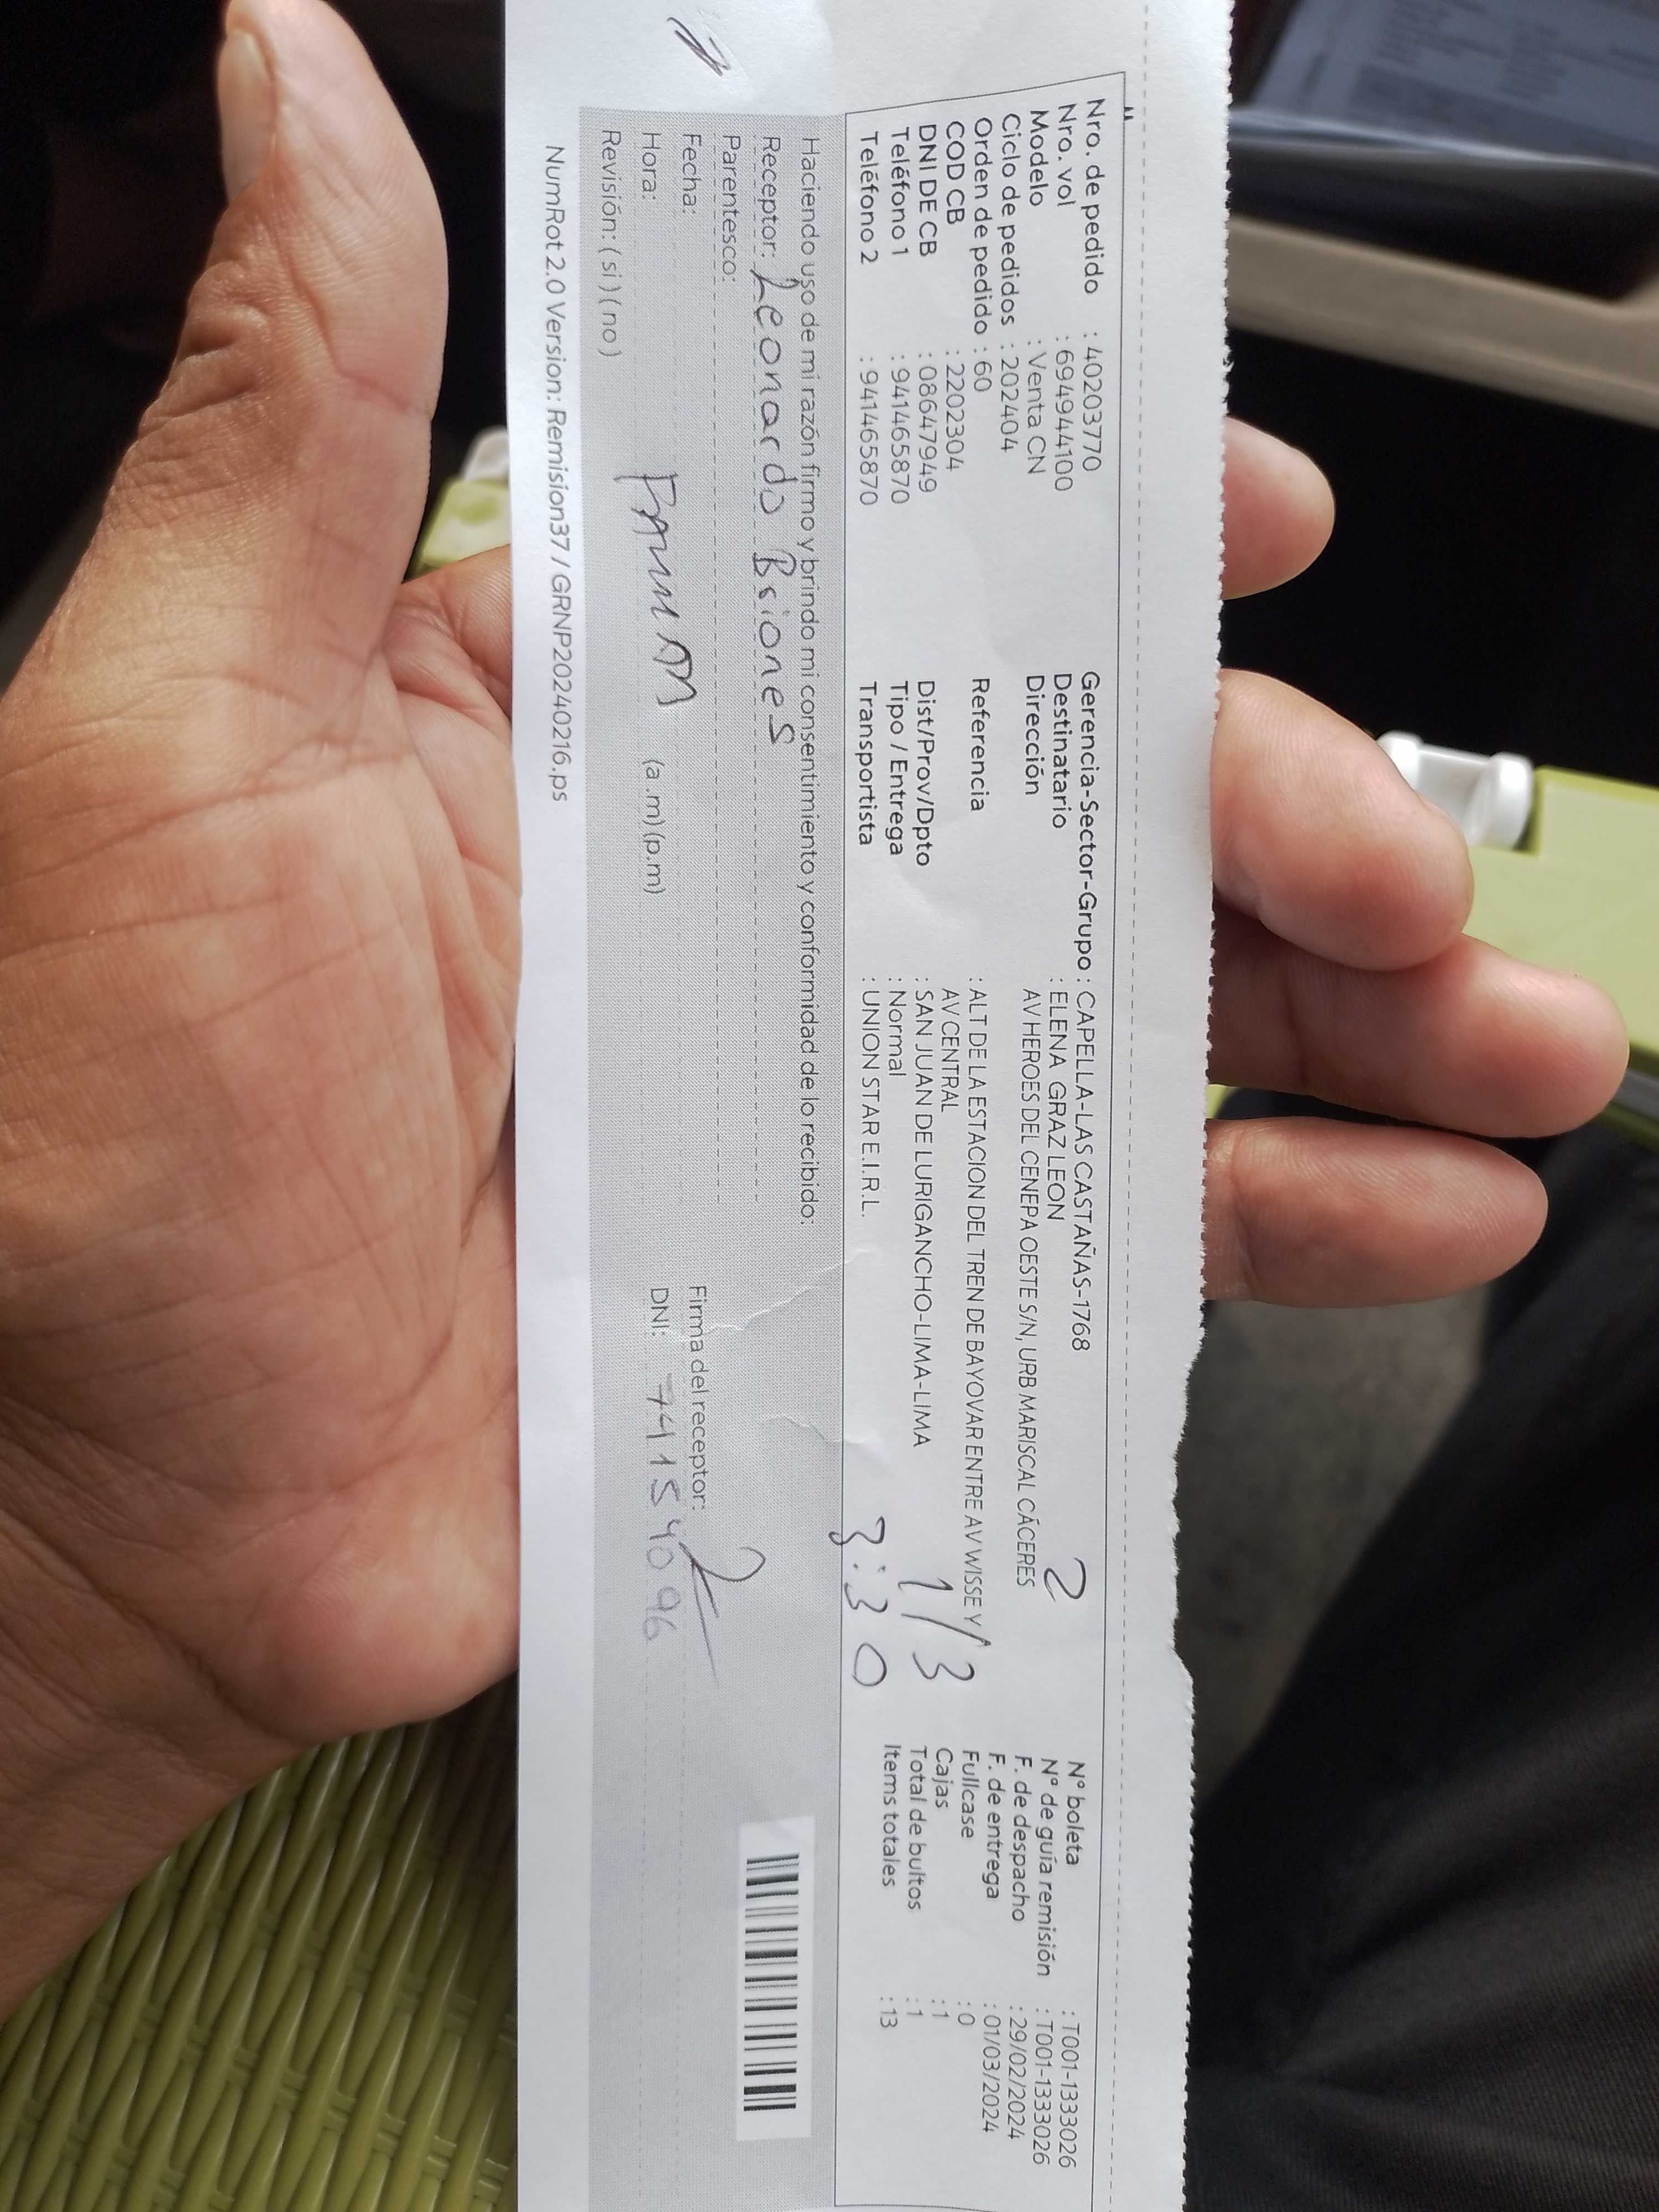 Nro. de pedido : 40203770
Nro. vol : 694944100
Modelo : Venta CN
Ciclo de pedidos : 202404
Orden de pedido : 60
COD CB : 2202304
DNI DE CB : 08647949
Teléfono 1 : 941465870
Teléfono 2 : 941465870
Gerencia-Sector-Grupo : CAPELLA-LAS CASTAÑAS-1768
Destinatario : ELENA GRAZ LEON
Dirección AV HEROES DEL CENEPA OESTE S/N, URB MARISCAL CÁCERES
Referencia : ALT DE LA ESTACION DEL TREN DE BAYOVAR ENTRE AV WISSE Y
AV CENTRAL
Dist/Prov/Dpto : SAN JUAN DE LURIGANCHO-LIMA-LIMA
Tipo / Entrega : Normal
Transportista : UNION STAR E.I.R.L.
2
1/3
3:30
N° boleta : T001-1333026
N° de guía remisión : T001-1333026
F. de despacho : 29/02/2024
F. de entrega : 01/03/2024
Fullcase : 0
Cajas : 1
Total de bultos : 1
Items totales : 13
Haciendo uso de mi razón firmo y brindo mi consentimiento y conformidad de lo recibido:
Receptor: Leonardo Briones
Parentesco:
Fecha:
Hora: (a.m)(p.m)
Revisión: ( si ) ( no )
Firma del receptor:
DNI: 74154096
NumRot 2.0 Version: Remision37 / GRNP20240216.ps